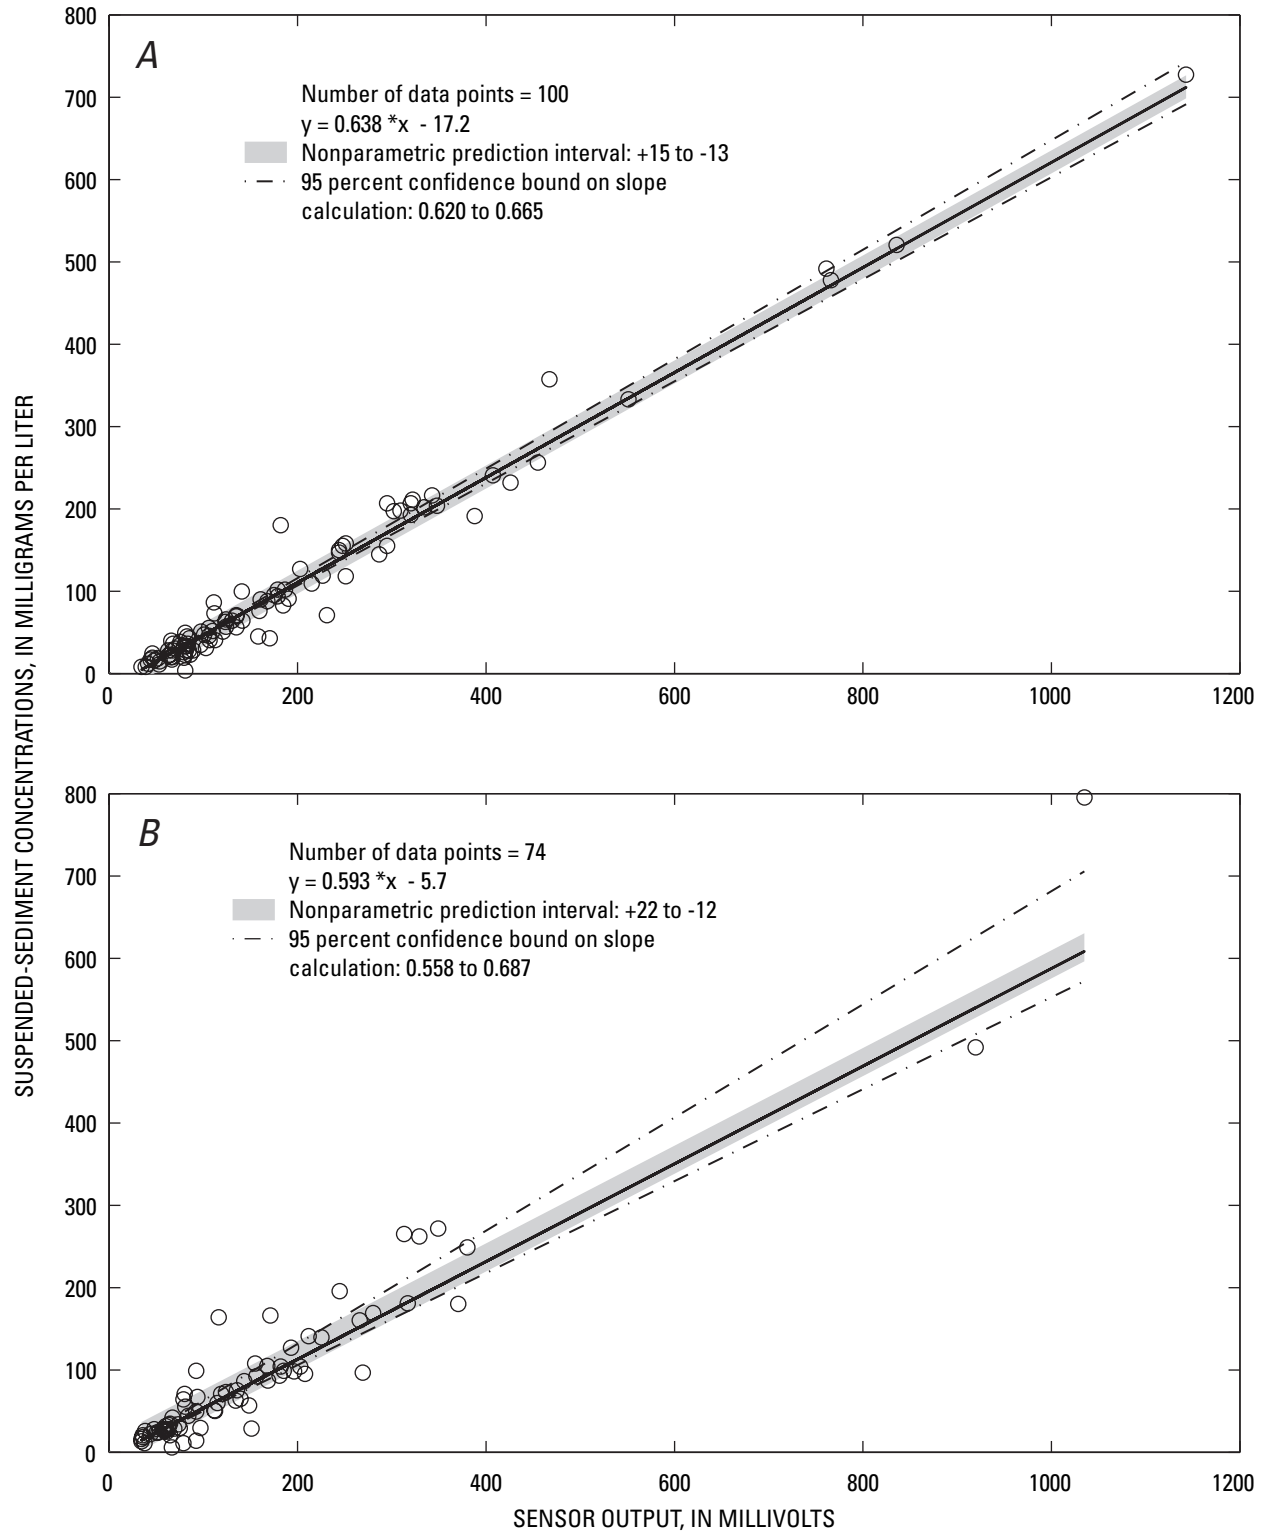 SUSPENDED-SEDIMENT CONCENTRATIONS, IN MILLIGRAMS PER LITER
A
Number of data points = 100
y = 0.638 *x - 17.2
Nonparametric prediction interval: +15 to -13
95 percent confidence bound on slope
calculation: 0.620 to 0.665
800
700
600
500
400
300
200
100
0
0 200 400 600 800 1000 1200
B
Number of data points = 74
y = 0.593 *x - 5.7
Nonparametric prediction interval: +22 to -12
95 percent confidence bound on slope
calculation: 0.558 to 0.687
800
700
600
500
400
300
200
100
0
0 200 400 600 800 1000 1200
SENSOR OUTPUT, IN MILLIVOLTS